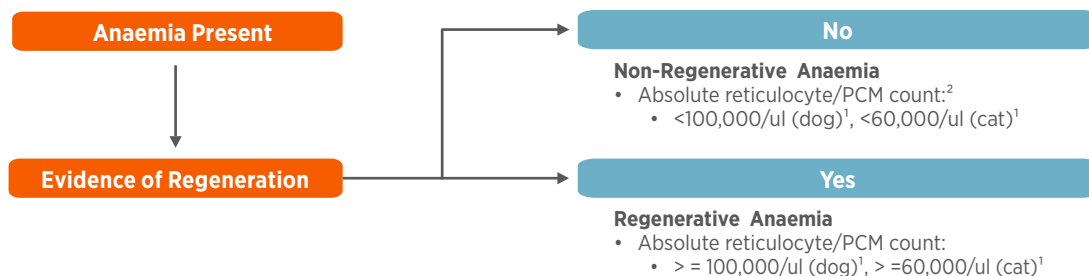 Anaemia Present
No
Non-Regenerative Anaemia
• Absolute reticulocyte/PCM count:²
• <100,000/ul (dog)¹, <60,000/ul (cat)¹
Evidence of Regeneration
Yes
Regenerative Anaemia
• Absolute reticulocyte/PCM count:
• > = 100,000/ul (dog)¹, > =60,000/ul (cat)¹